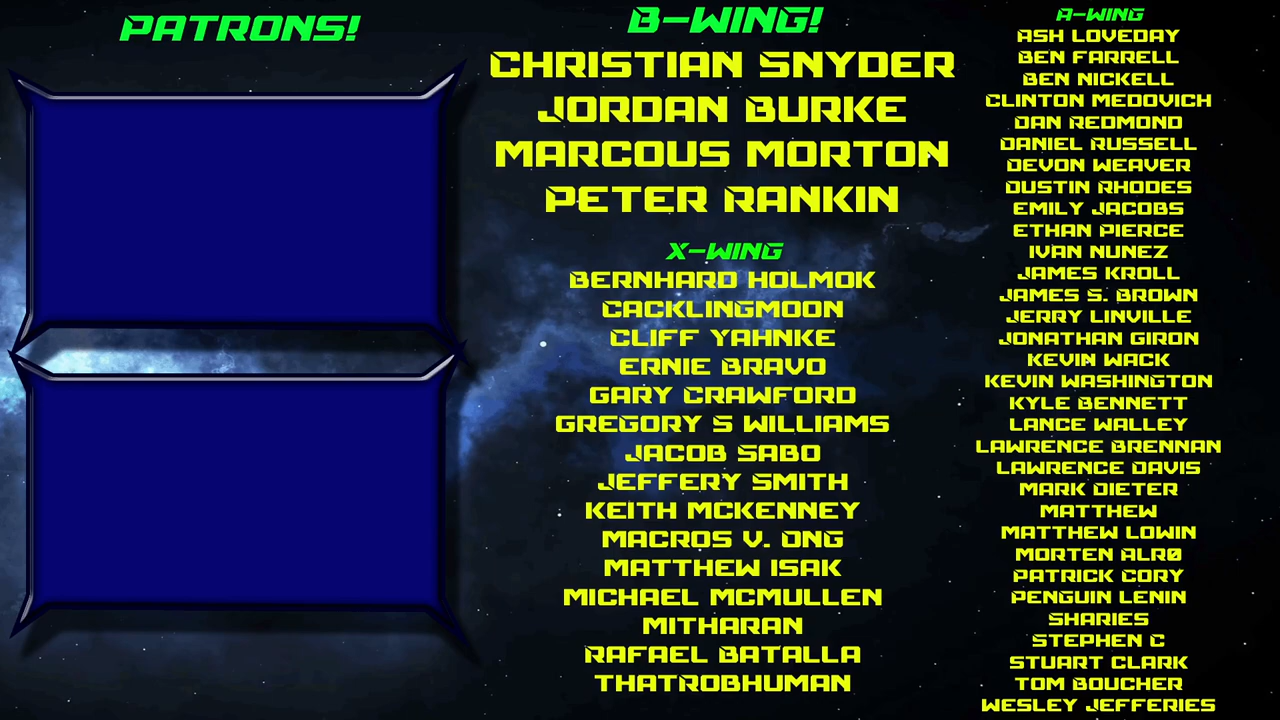 PATRONS!
B-WING!
CHRISTIAN SNYDER
JORDAN BURKE
MARCOUS MORTON
PETER RANKIN
X-WING
BERNHARD HOLMOK
CACKLINGMOON
CLIFF YAHNKE
ERNIE BRAVO
GARY CRAWFORD
GREGORY S WILLIAMS
JACOB SABO
JEFFERY SMITH
KEITH MCKENNEY
MACROS V. ONG
MATTHEW ISAK
MICHAEL MCMULLEN
MITHARAN
RAFAEL BATALLA
THATROBHUMAN
A-WING
ASH LOVEDAY
BEN FARRELL
BEN NICKELL
CLINTON MEDOVICH
DAN REDMOND
DANIEL RUSSELL
DEVON WEAVER
DUSTIN RHODES
EMILY JACOBS
ETHAN PIERCE
IVAN NUNEZ
JAMES KROLL
JAMES S. BROWN
JERRY LINVILLE
JONATHAN GIRON
KEVIN WACK
KEVIN WASHINGTON
KYLE BENNETT
LANCE WALLEY
LAWRENCE BRENNAN
LAWRENCE DAVIS
MARK DIETER
MATTHEW
MATTHEW LOWIN
MORTEN ALRØ
PATRICK CORY
PENGUIN LENIN
SHARIES
STEPHEN C
STUART CLARK
TOM BOUCHER
WESLEY JEFFERIES